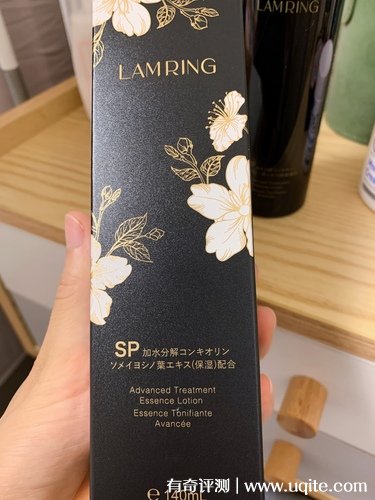 LAMRING
LAMRING
SP 加水分解コンキオリン
ソメイヨシノ葉エキス(保湿)配合
Advanced Treatment
Essence Lotion
Essence Tonifiante
Avancée
e 140mL
有奇评测｜www.uqite.com